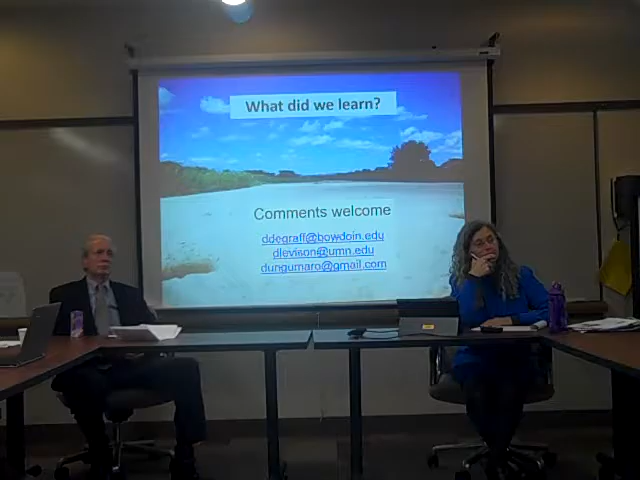 What did we learn?
Comments welcome
ddegraff@bowdoin.edu
dlevison@umn.edu
dungumaro@gmail.com